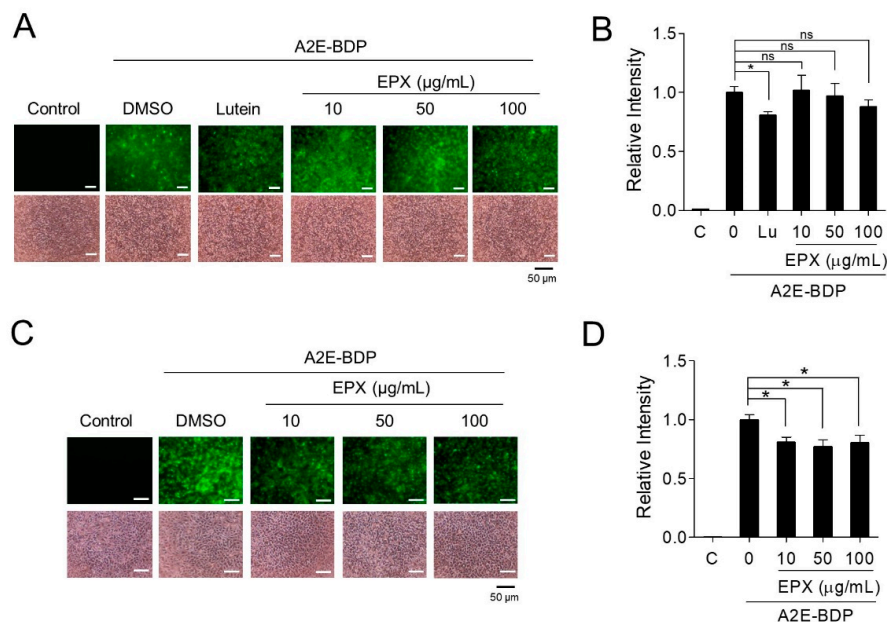 A
A2E-BDP
EPX (µg/mL)
Control DMSO Lutein 10 50 100
50 µm
B
Relative Intensity
1.5
1.0
0.5
0.0
ns
ns
ns
*
C 0 Lu 10 50 100
EPX (µg/mL)
A2E-BDP
C
A2E-BDP
EPX (µg/mL)
Control DMSO 10 50 100
50 µm
D
Relative Intensity
1.5
1.0
0.5
0.0
*
*
*
C 0 10 50 100
EPX (µg/mL)
A2E-BDP